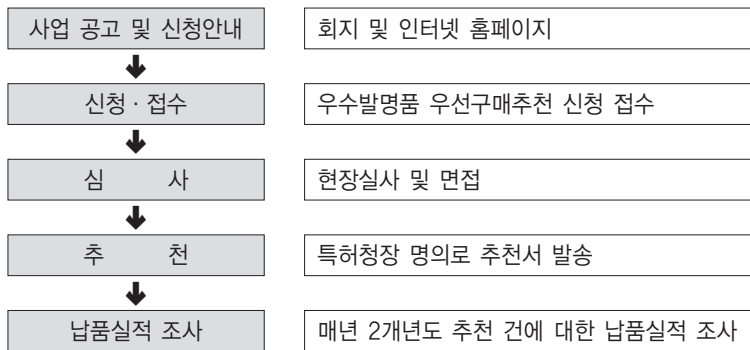 사업 공고 및 신청안내
회지 및 인터넷 홈페이지
신청·접수
우수발명품 우선구매추천 신청 접수
심 사
현장실사 및 면접
추 천
특허청장 명의로 추천서 발송
납품실적 조사
매년 2개년도 추천 건에 대한 납품실적 조사